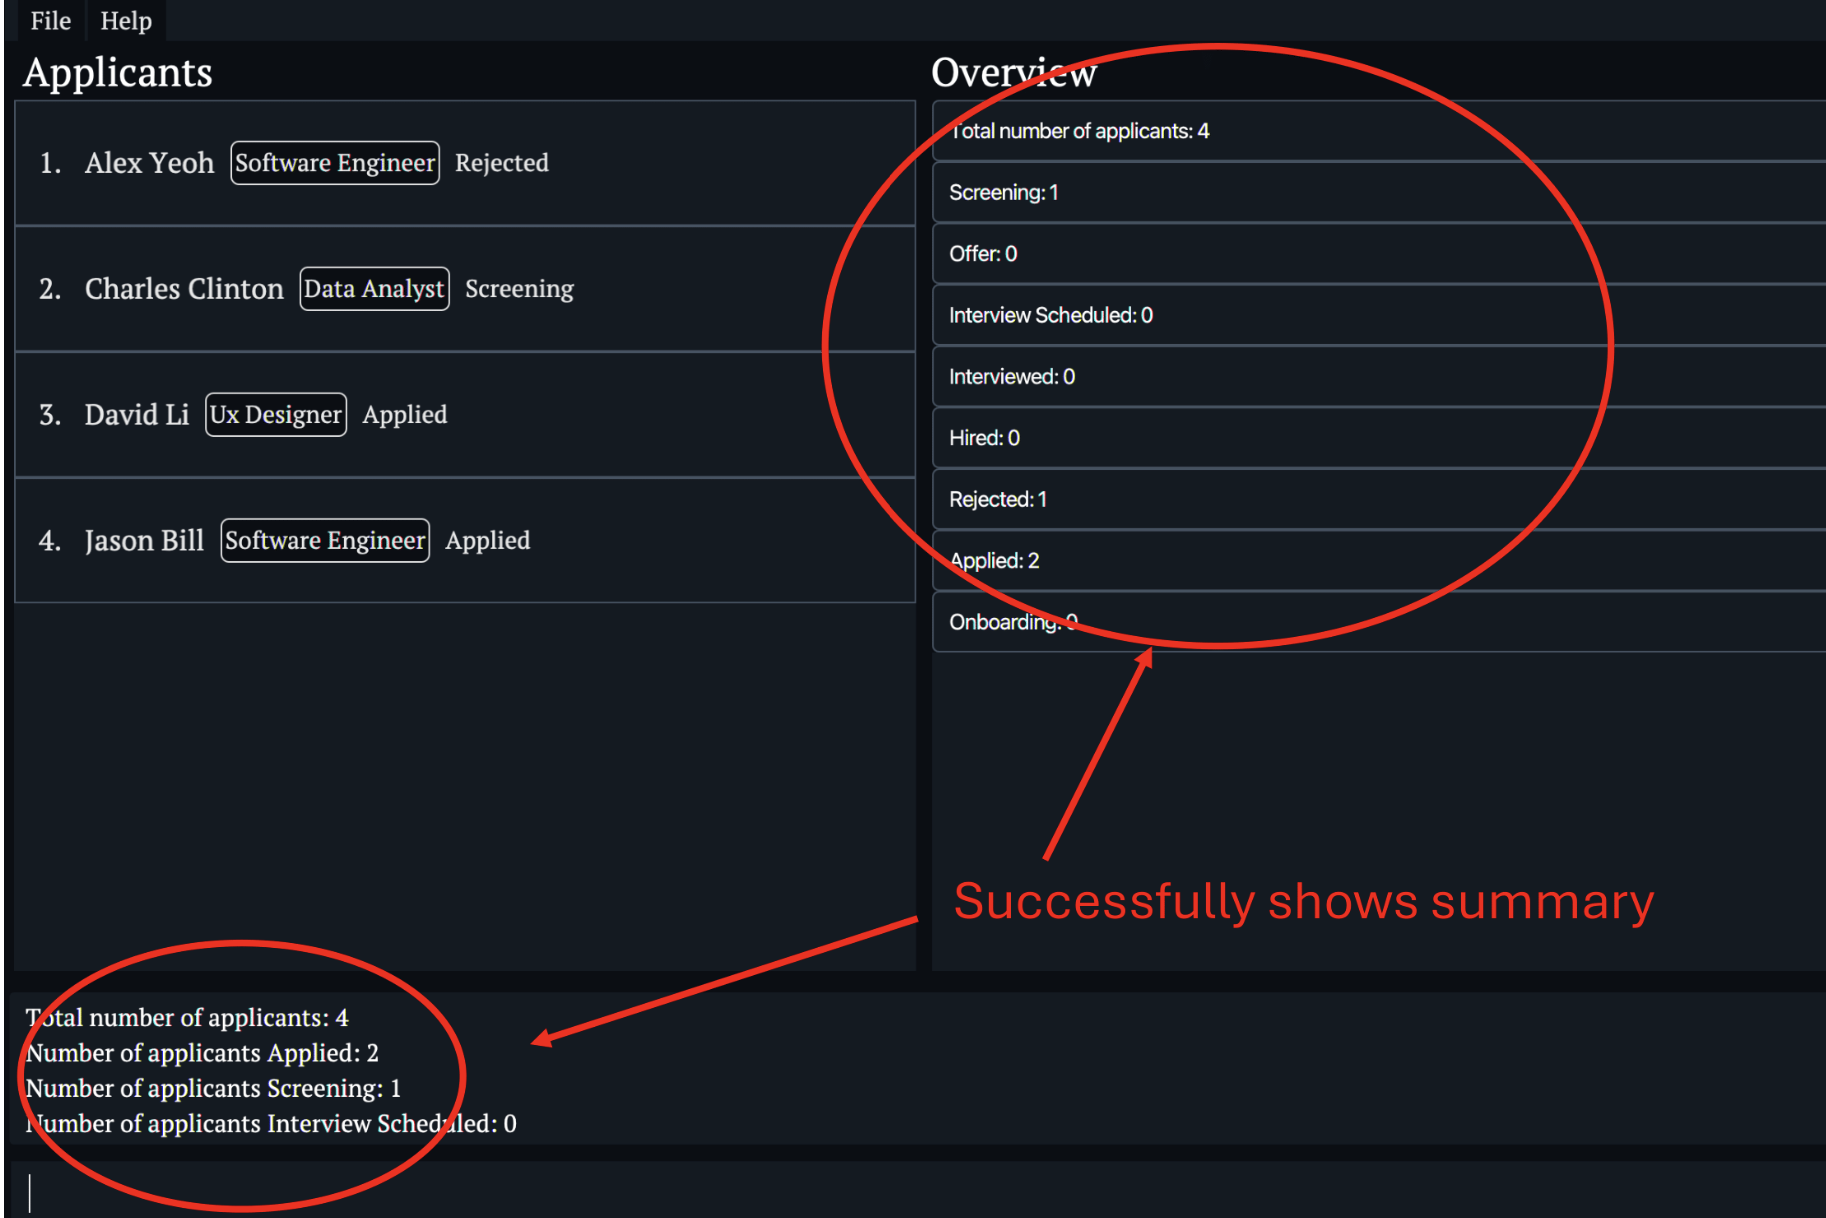 File Help
Applicants
1. Alex Yeoh Software Engineer Rejected
2. Charles Clinton Data Analyst Screening
3. David Li Ux Designer Applied
4. Jason Bill Software Engineer Applied
Overview
Total number of applicants: 4
Screening: 1
Offer: 0
Interview Scheduled: 0
Interviewed: 0
Hired: 0
Rejected: 1
Applied: 2
Onboarding: 0
Successfully shows summary
Total number of applicants: 4
Number of applicants Applied: 2
Number of applicants Screening: 1
Number of applicants Interview Scheduled: 0